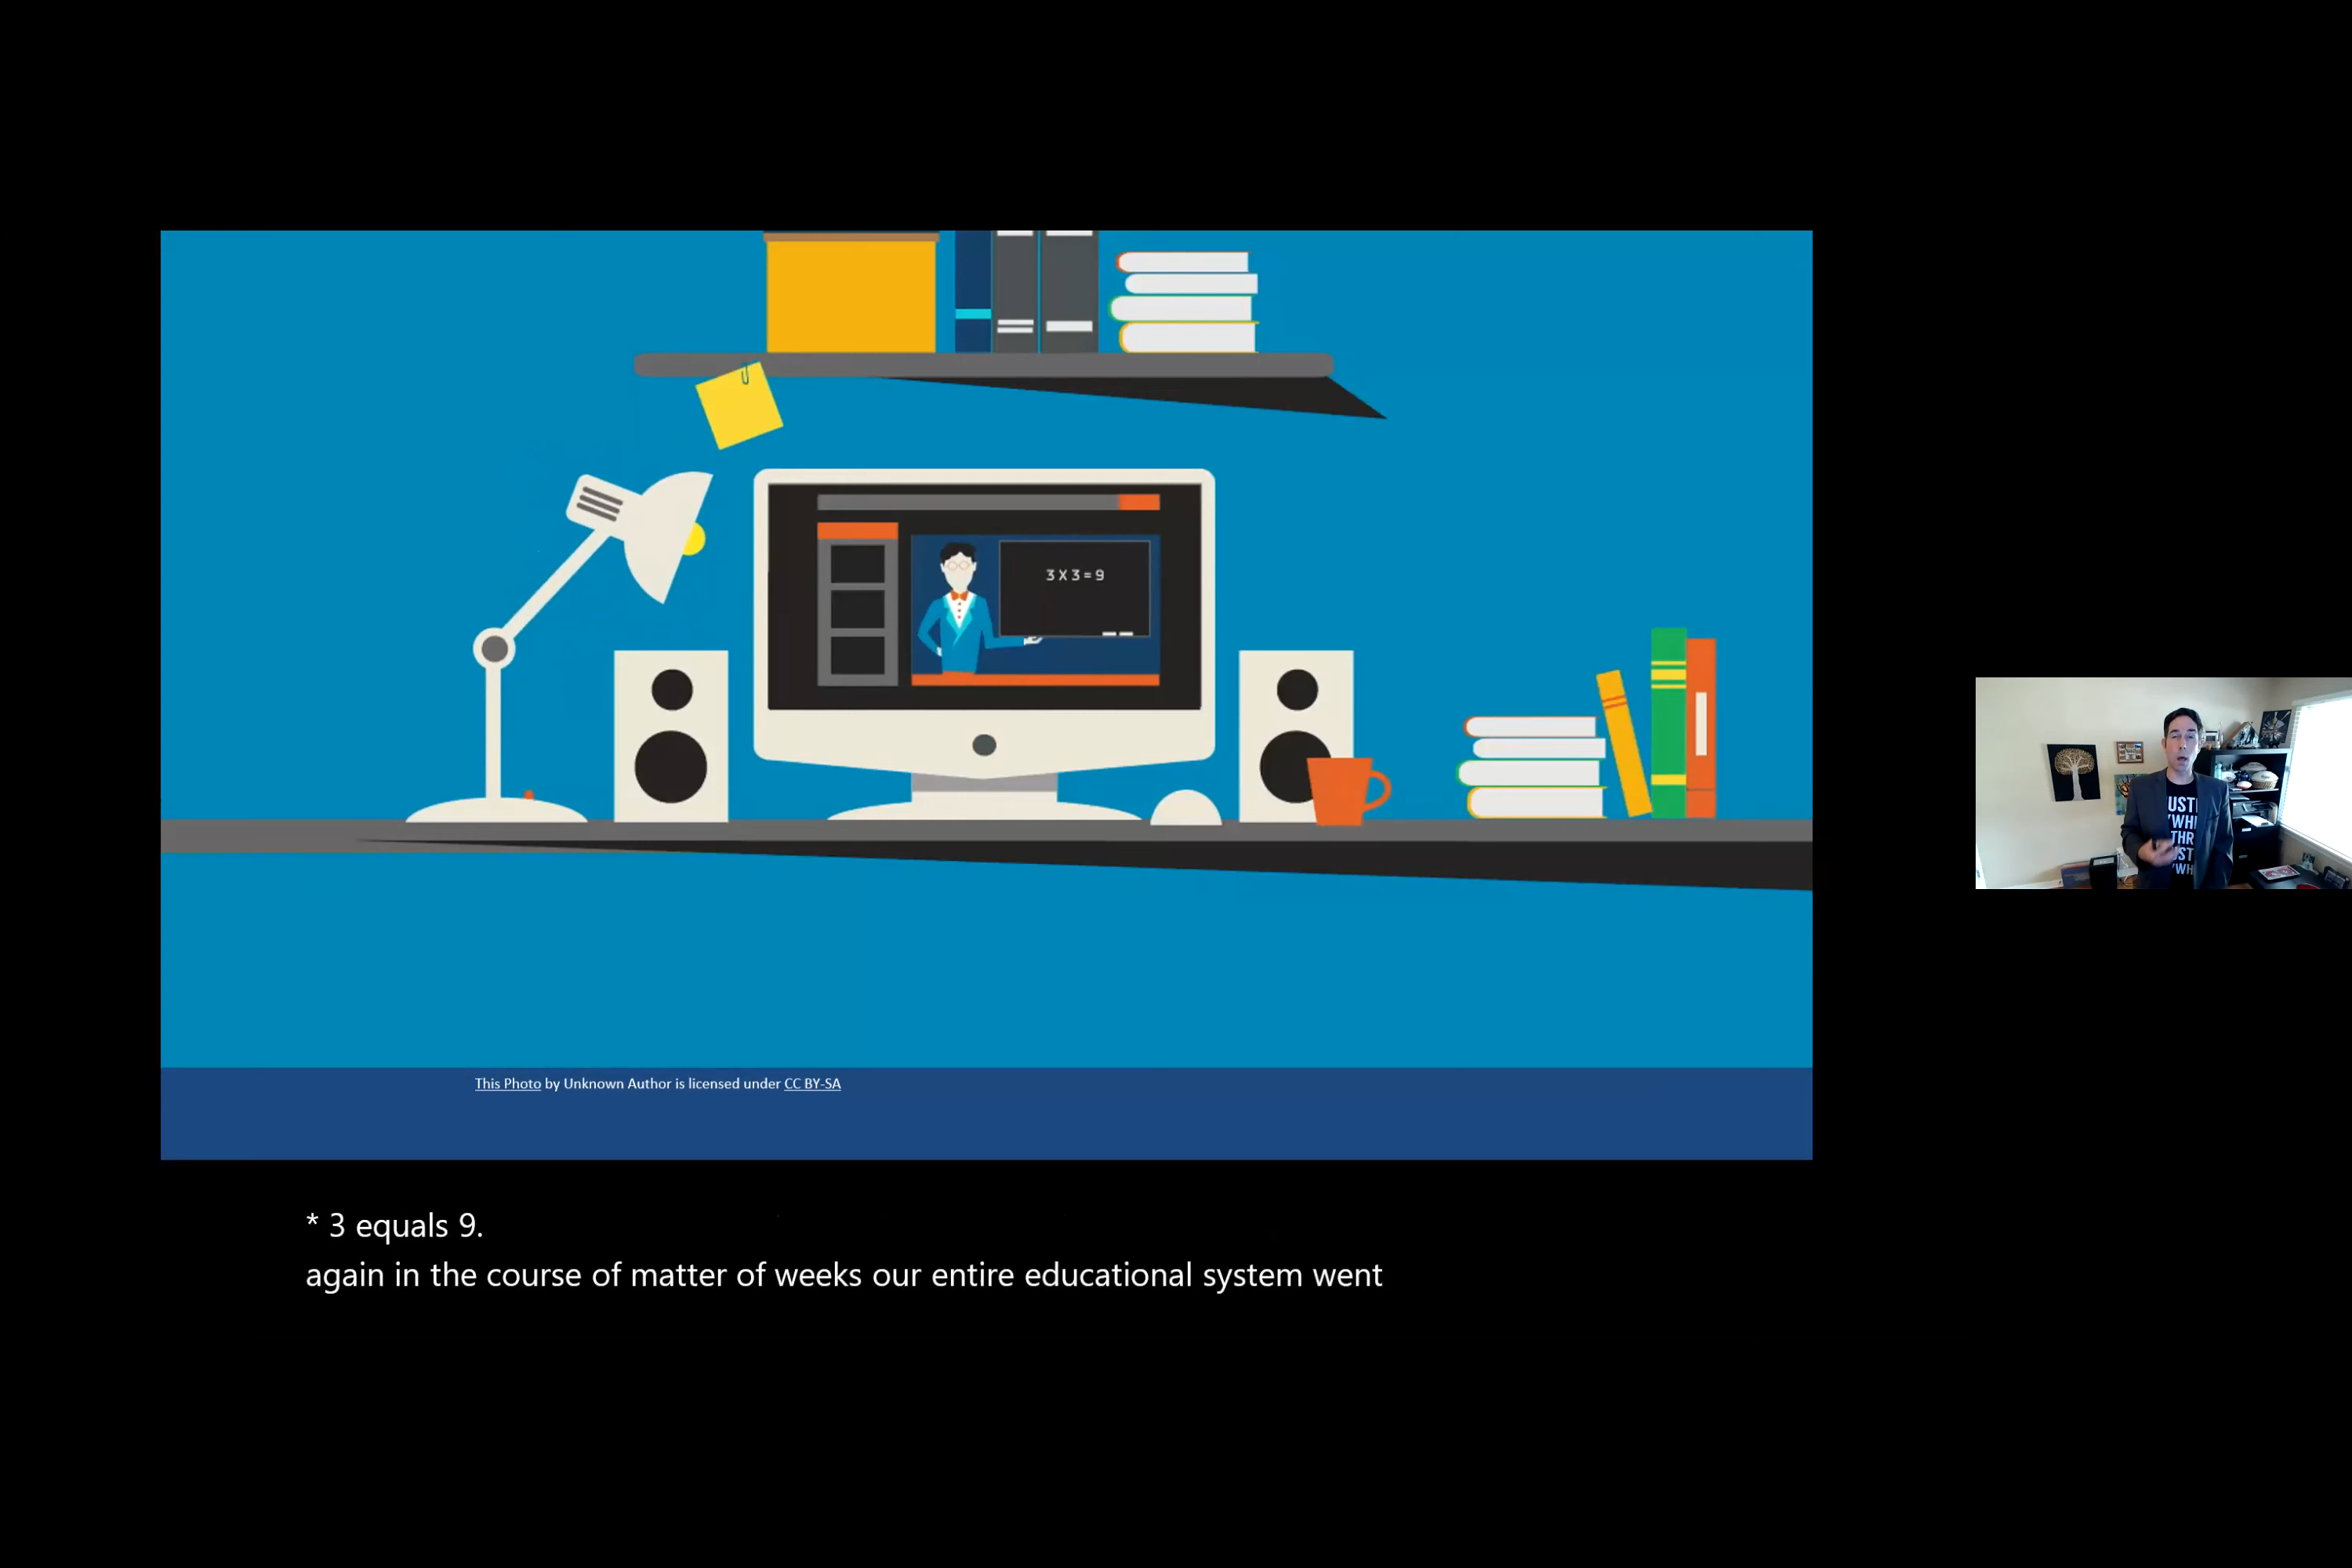 3 X 3 = 9
This Photo by Unknown Author is licensed under CC BY-SA
* 3 equals 9.
again in the course of matter of weeks our entire educational system went